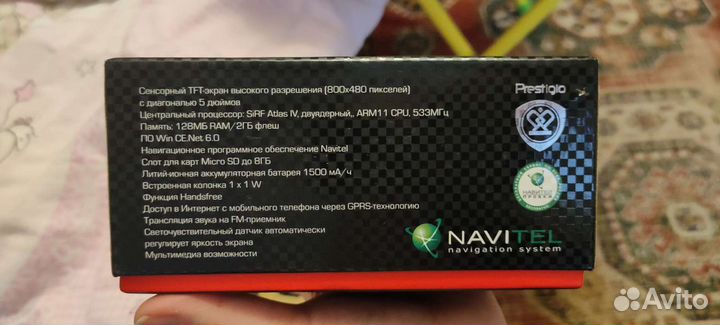 Сенсорный TFT-экран высокого разрешения (800x480 пикселей)
с диагональю 5 дюймов
Центральный процессор: SiRF Atlas IV, двуядерный,, ARM11 CPU, 533МГц
Память: 128МБ RAM/2ГБ флеш
ПО Win CE.Net 6.0
Навигационное программное обеспечение Navitel
Слот для карт Micro SD до 8ГБ
Литий-ионная аккумуляторная батарея 1500 мА/ч
Встроенная колонка 1 x 1 W
Функция Handsfree
Доступ в Интернет с мобильного телефона через GPRS-технологию
Трансляция звука на FM-приемник
Светочувствительный датчик автоматически
регулирует яркость экрана
Мультимедиа возможности
Prestigio
НАВИТЕЛ
NAVITEL
navigation system
Avito